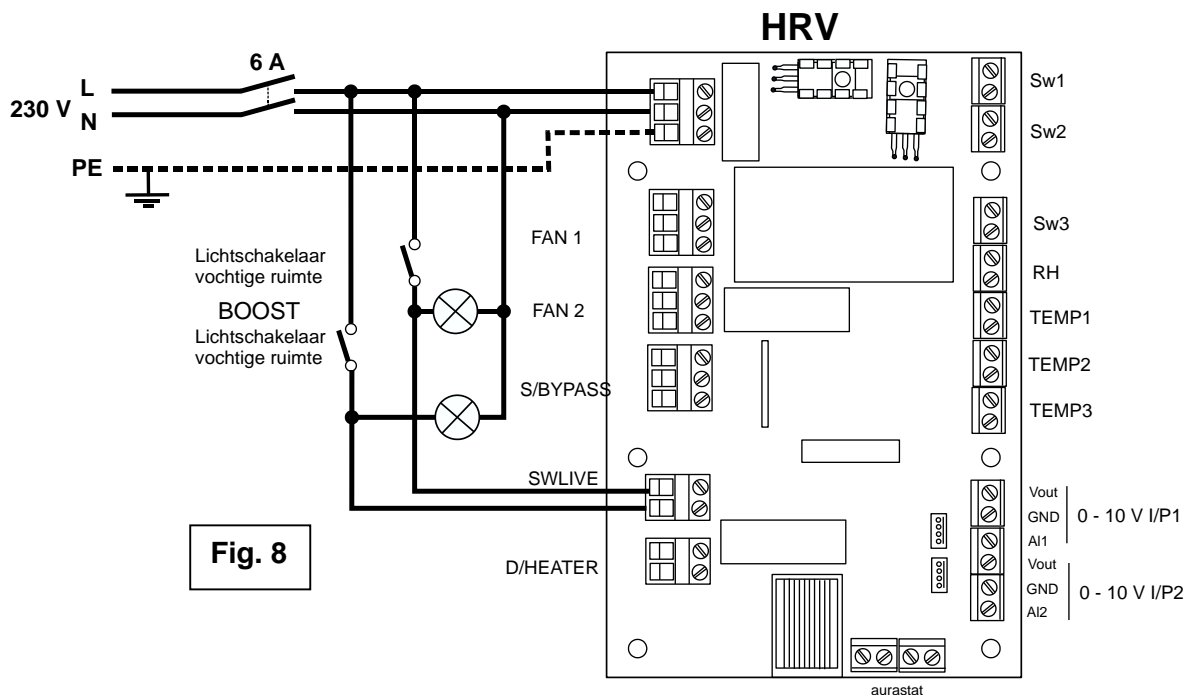 HRV
6 A
L
230 V
N
PE
Lichtschakelaar
vochtige ruimte
BOOST
Lichtschakelaar
vochtige ruimte
FAN 1
FAN 2
S/BYPASS
SWLIVE
D/HEATER
Fig. 8
Sw1
Sw2
Sw3
RH
TEMP1
TEMP2
TEMP3
Vout
GND
AI1
0 - 10 V I/P1
Vout
GND
AI2
0 - 10 V I/P2
aurastat